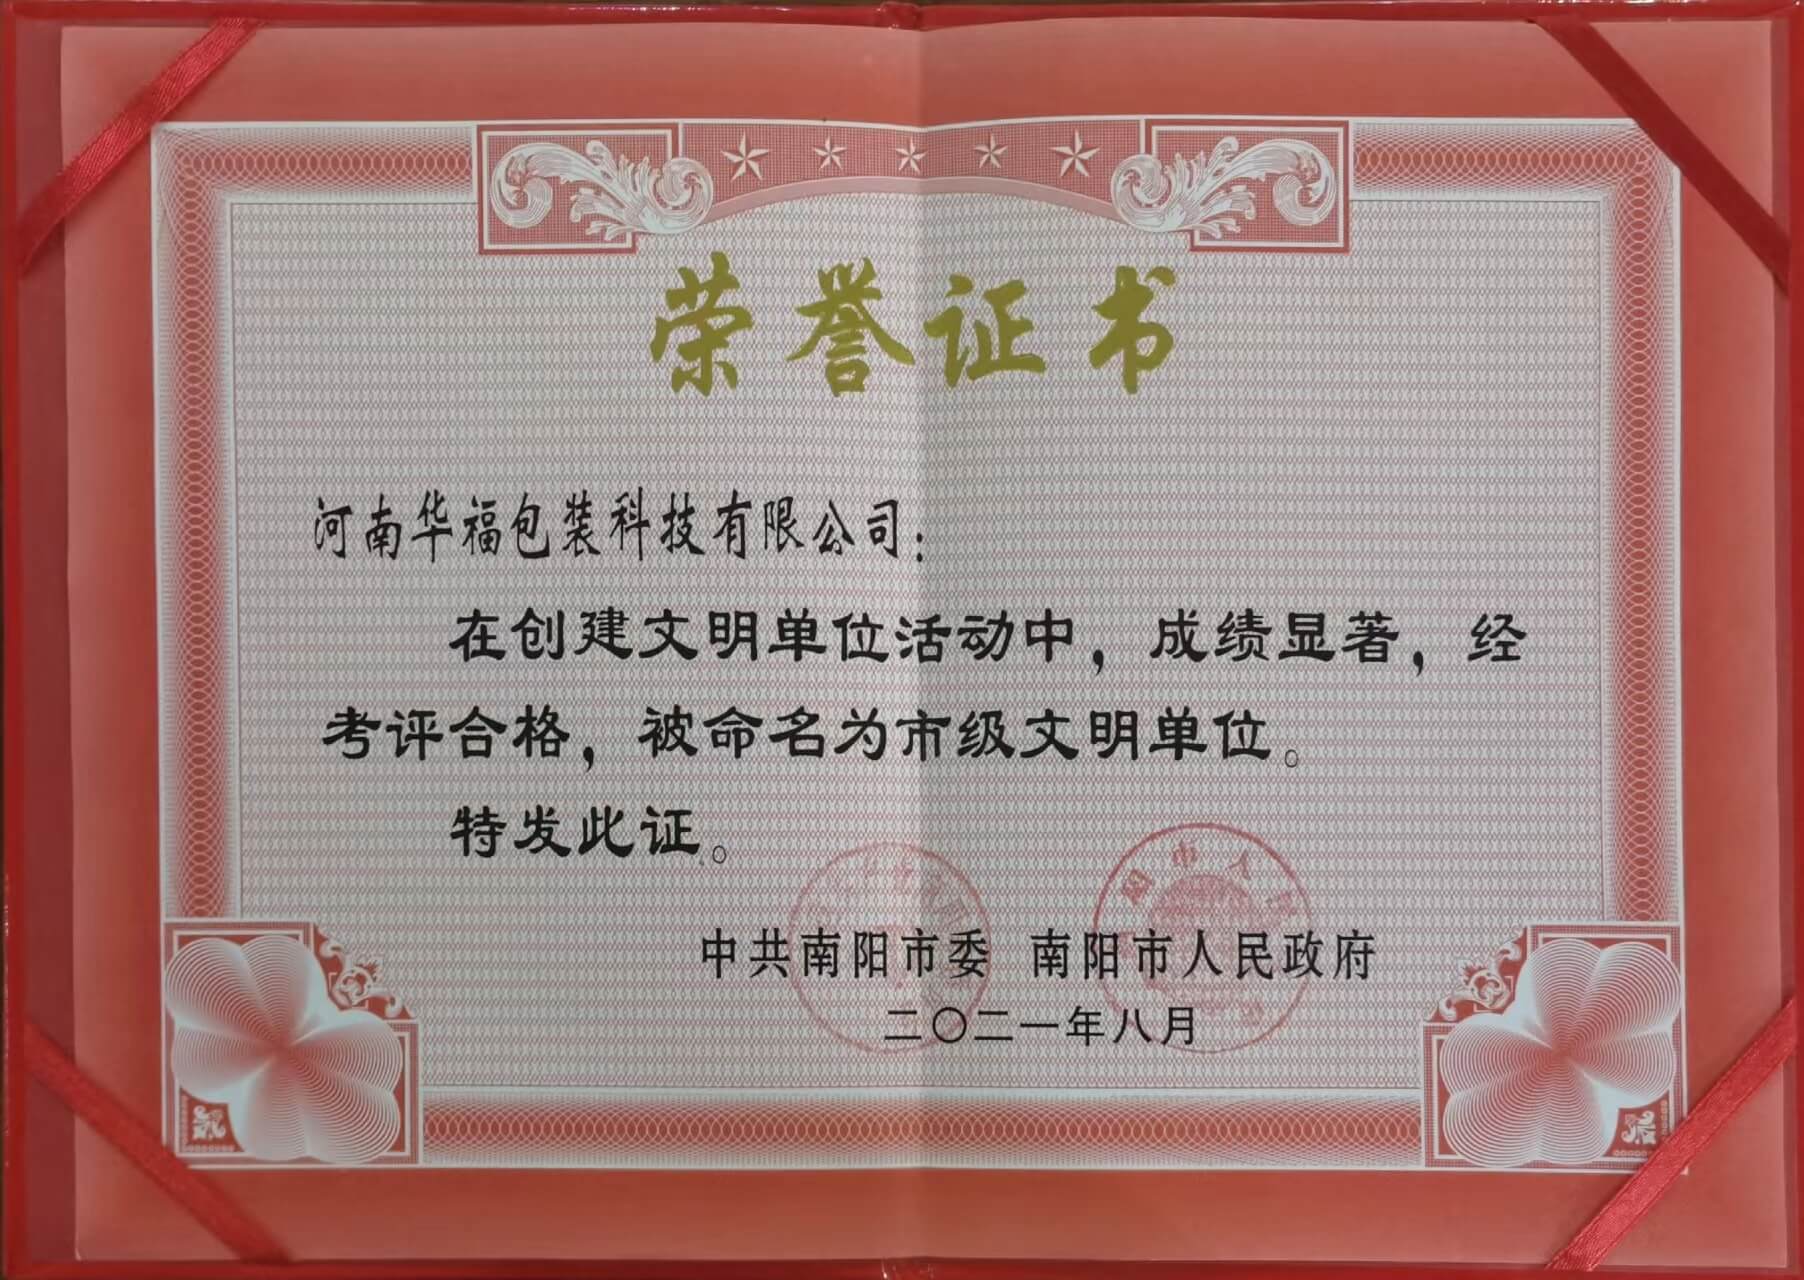 荣誉证书
河南华福包装科技有限公司：
在创建文明单位活动中，成绩显著，经
考评合格，被命名为市级文明单位。
特发此证。
中共南阳市委 南阳市人民政府
二〇二一年八月